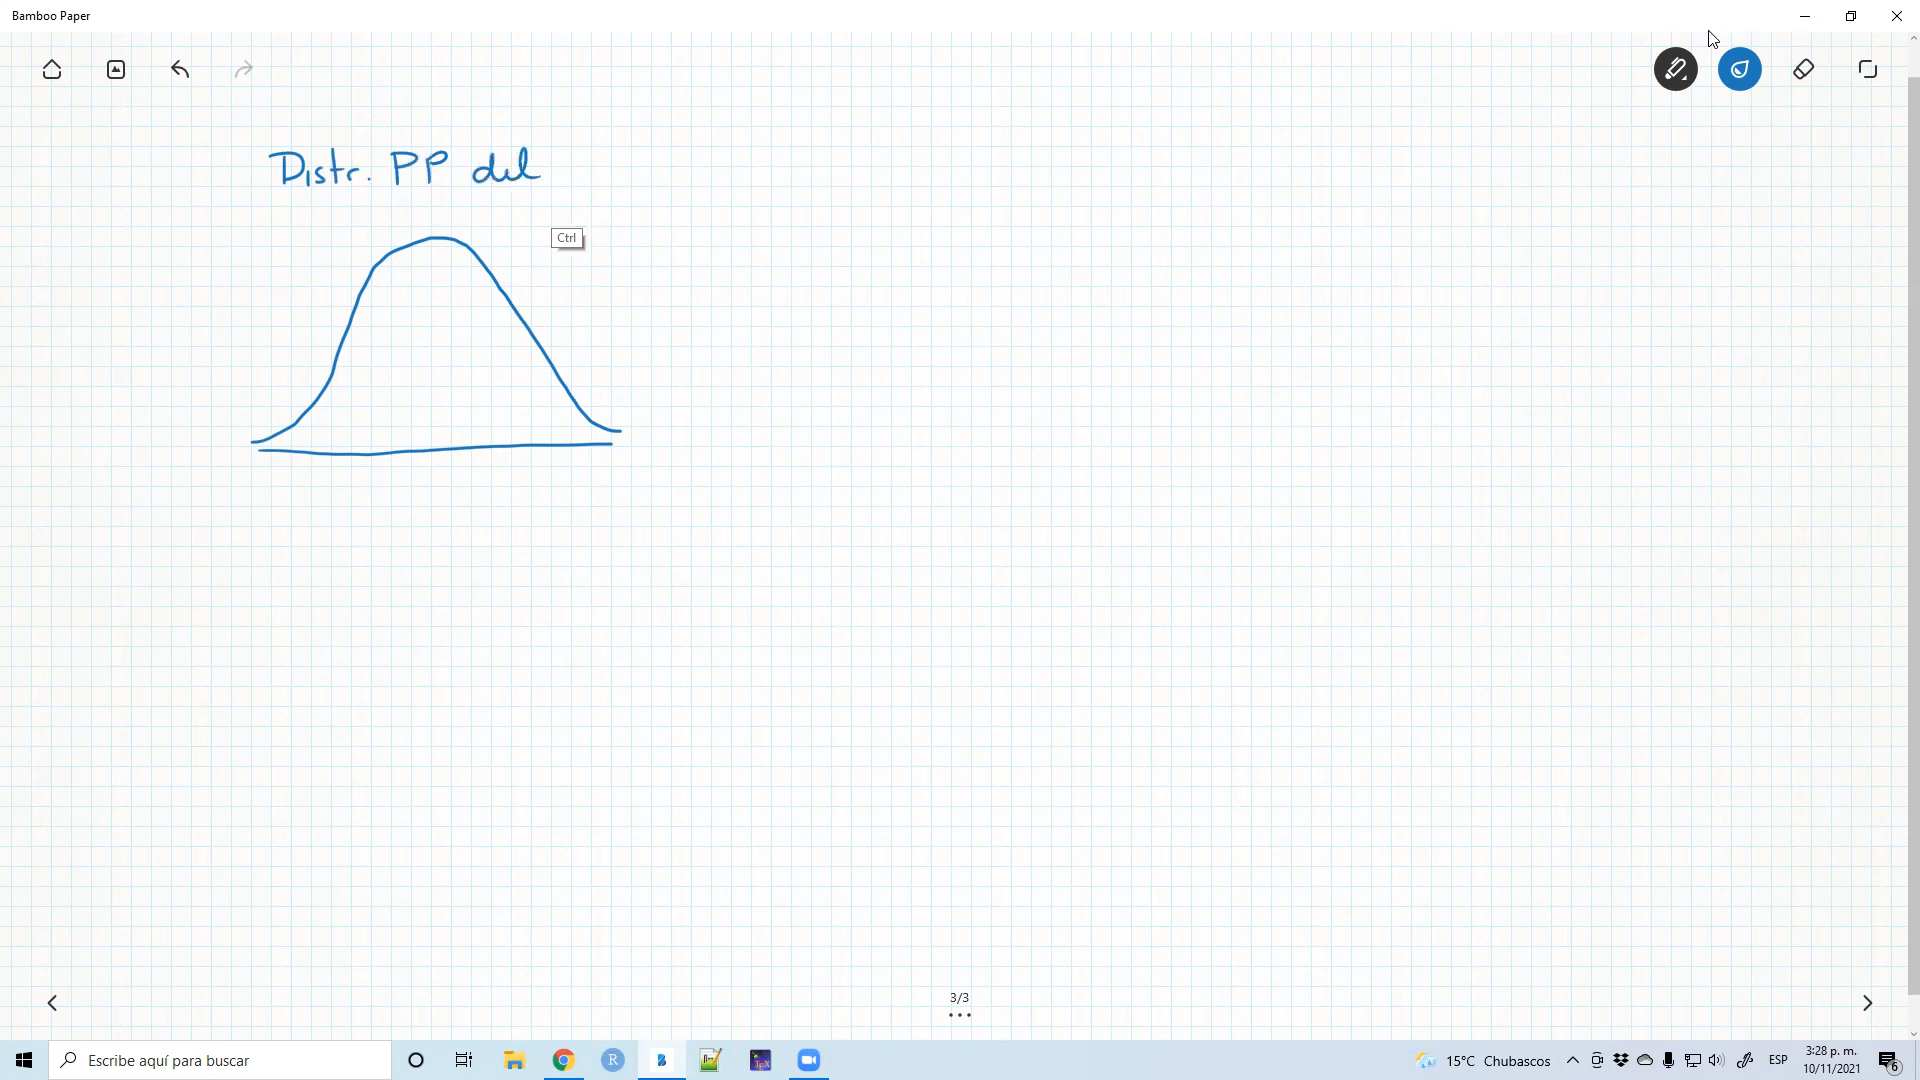 Bamboo Paper
Distr. PP del
Ctrl
3/3
Escribe aquí para buscar
15°C Chubascos
ESP
3:28 p. m.
10/11/2021
6